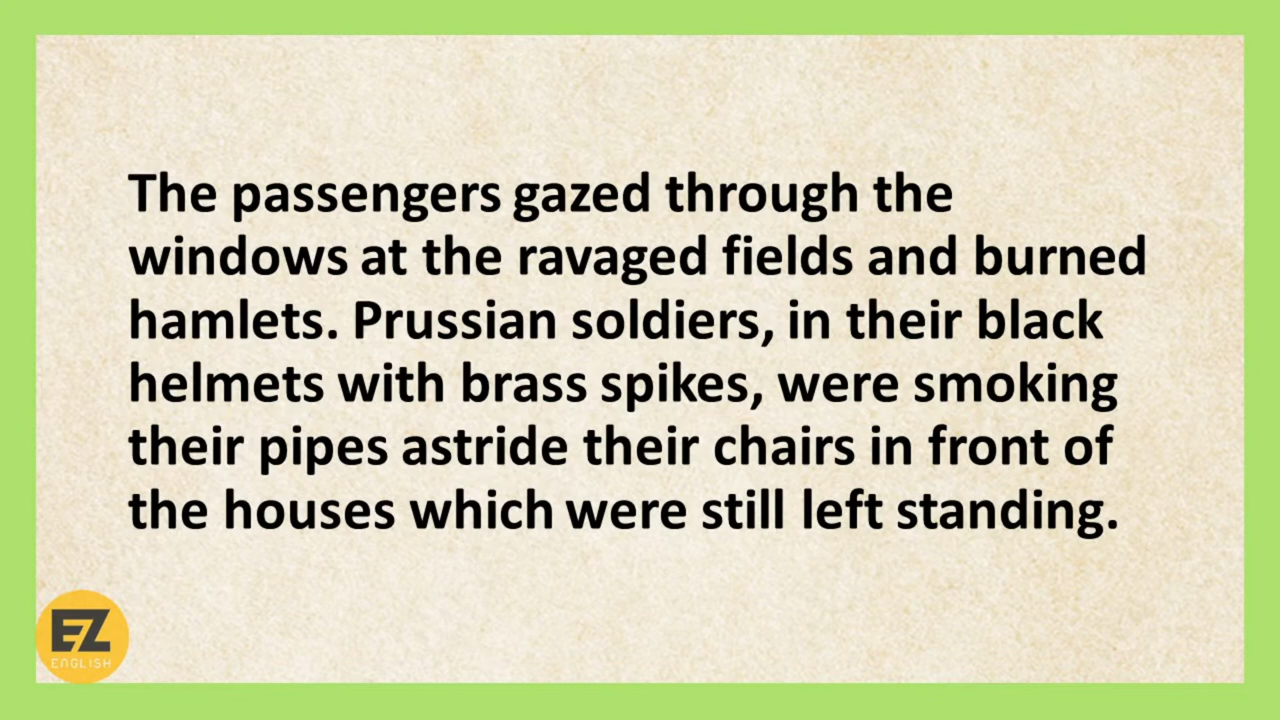 The passengers gazed through the
windows at the ravaged fields and burned
hamlets. Prussian soldiers, in their black
helmets with brass spikes, were smoking
their pipes astride their chairs in front of
the houses which were still left standing.
EZ
ENGLISH